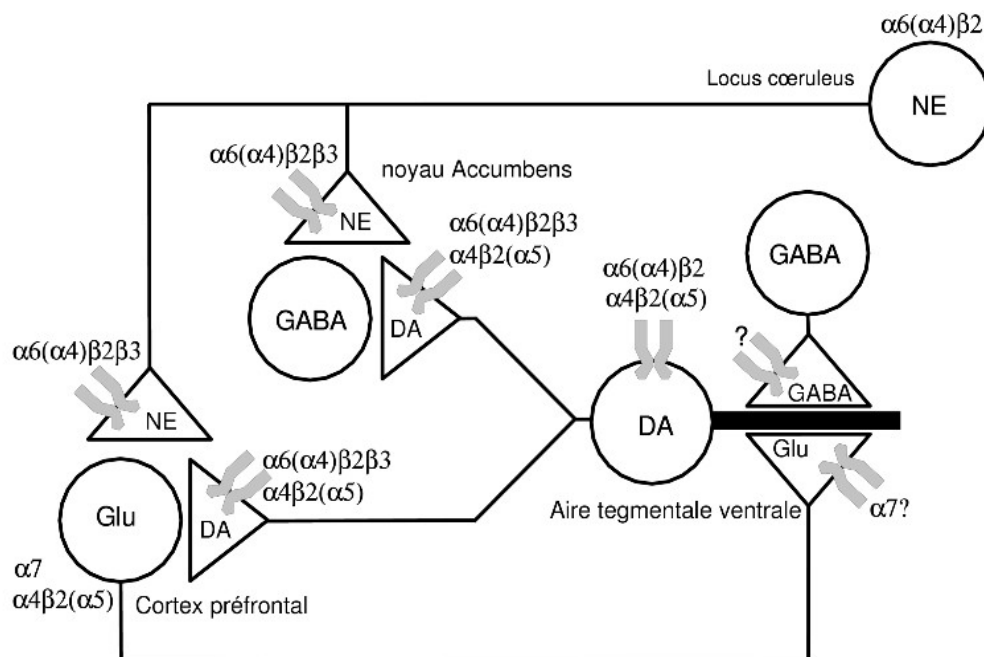 α6(α4)β2
Locus cœruleus
NE
α6(α4)β2β3
noyau Accumbens
NE
α6(α4)β2β3
α4β2(α5)
GABA
DA
α6(α4)β2
α4β2(α5)
GABA
?
GABA
α6(α4)β2β3
NE
DA
Glu
α6(α4)β2β3
α4β2(α5)
Glu
DA
Aire tegmentale ventrale
α7?
α7
α4β2(α5)
Cortex préfrontal